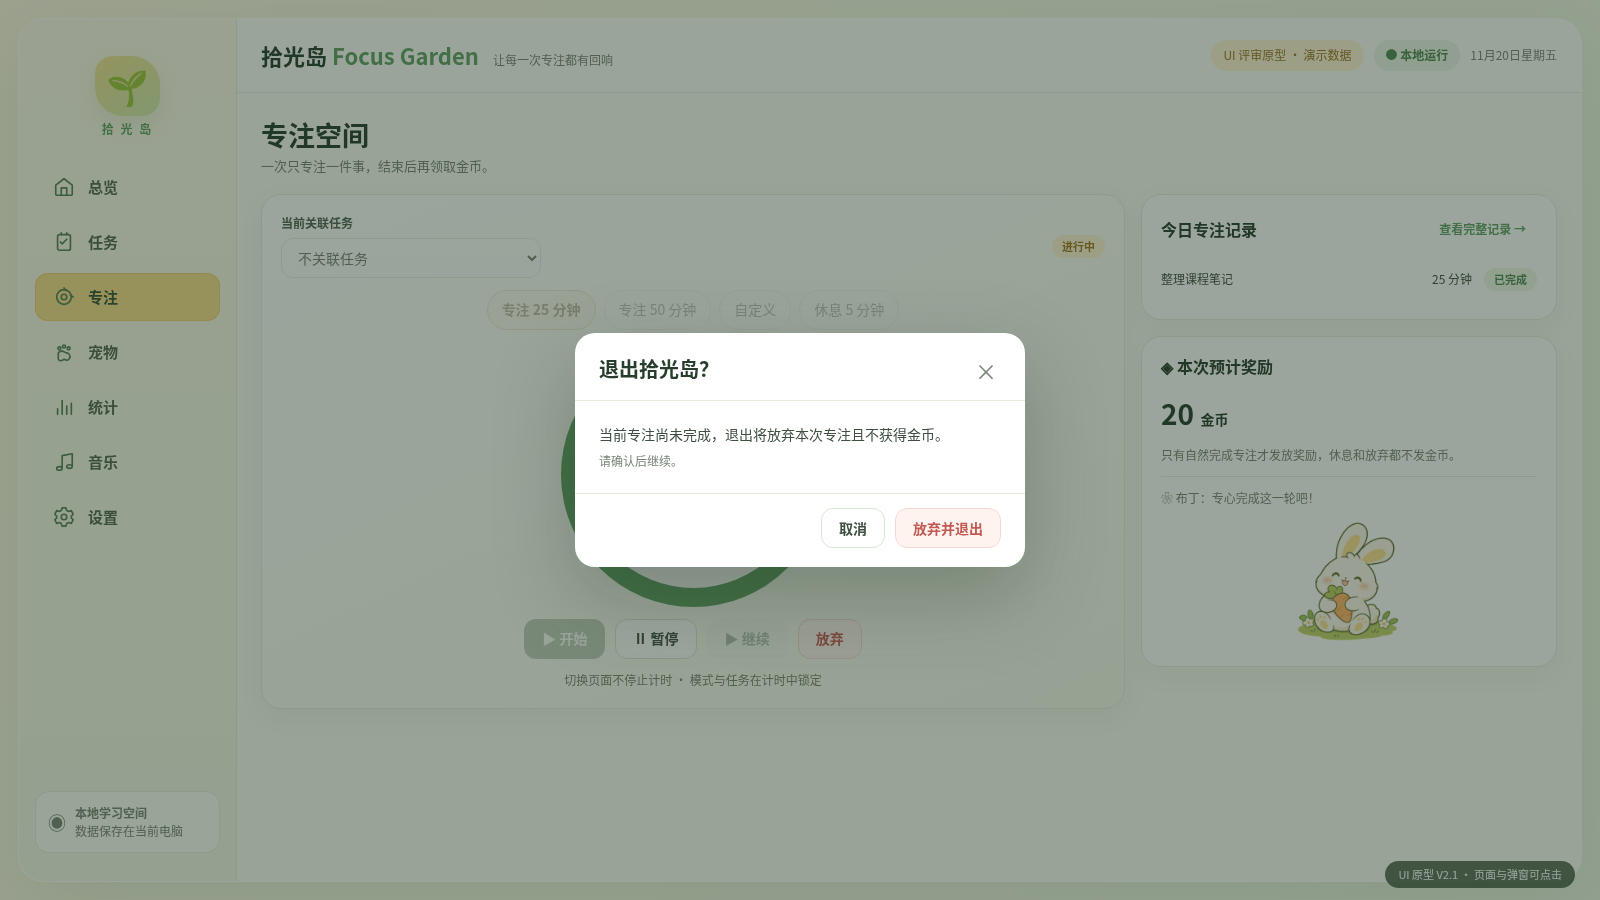 拾光岛
总览
任务
专注
宠物
统计
音乐
设置
本地学习空间
数据保存在当前电脑
拾光岛 Focus Garden 让每一次专注都有回响
UI 评审原型 · 演示数据
本地运行
11月20日星期五
专注空间
一次只专注一件事，结束后再领取金币。
当前关联任务
不关联任务
进行中
专注 25 分钟
专注 50 分钟
自定义
休息 5 分钟
退出拾光岛？
当前专注尚未完成，退出将放弃本次专注且不获得金币。
请确认后继续。
取消
放弃并退出
开始
暂停
继续
放弃
切换页面不停止计时 · 模式与任务在计时中锁定
今日专注记录
查看完整记录 →
整理课程笔记
25 分钟
已完成
◈ 本次预计奖励
20 金币
只有自然完成专注才发放奖励，休息和放弃都不发金币。
布丁：专心完成这一轮吧！
UI 原型 V2.1 · 页面与弹窗可点击